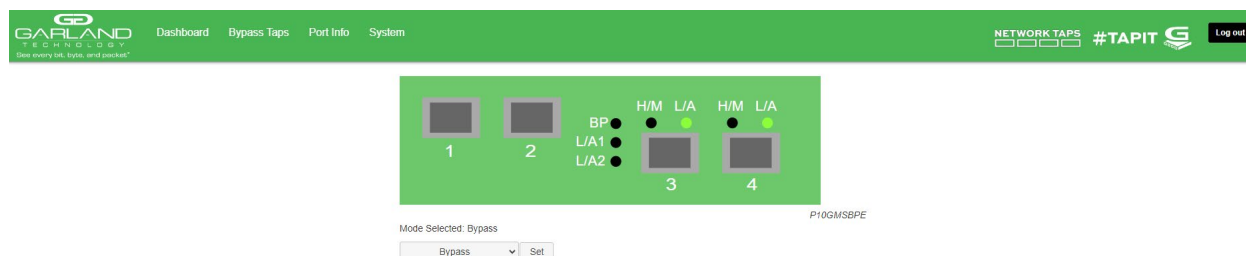 GARLAND
TECHNOLOGY
See every bit, byte, and packet®
Dashboard Bypass Taps Port Info System
NETWORK TAPS
#TAPIT
Log out
H/M L/A H/M L/A
BP
L/A1
L/A2
1 2
3 4
P10GMSBPE
Mode Selected: Bypass
Bypass Set